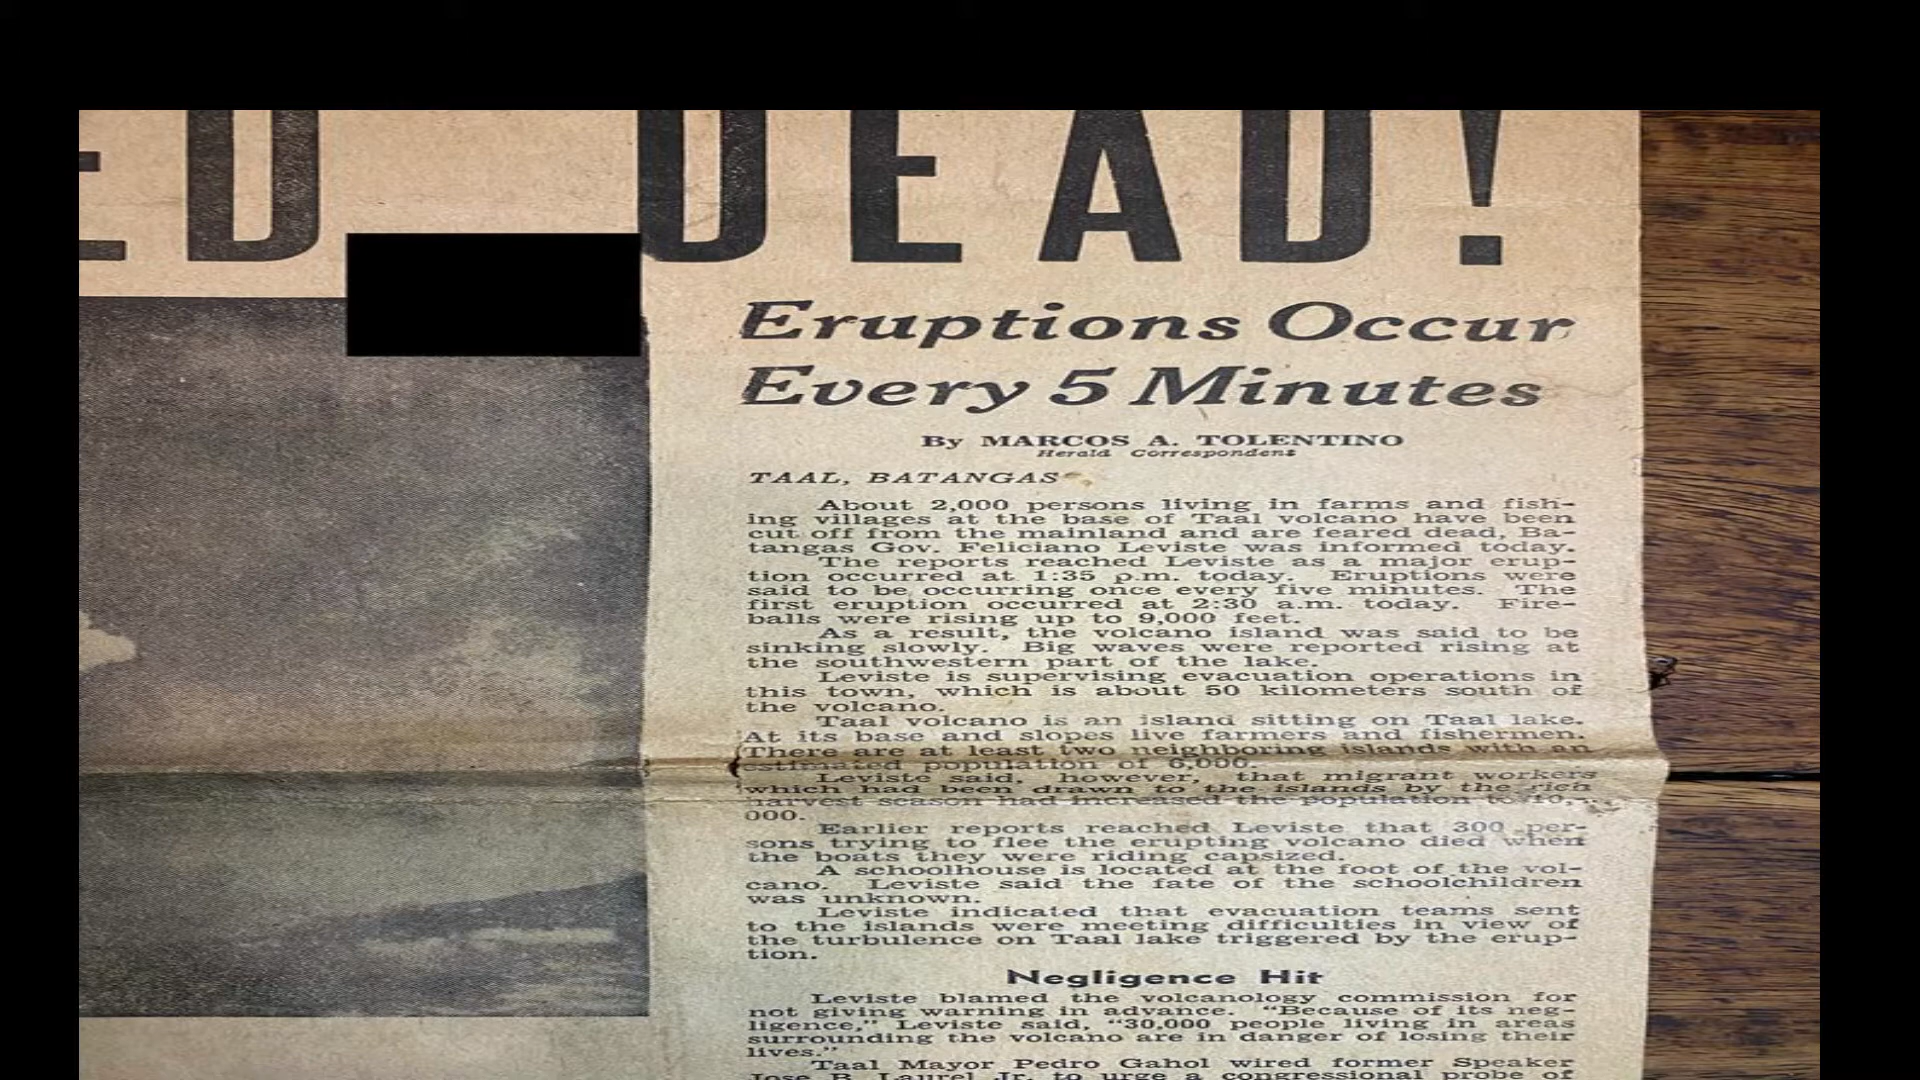 ED DEAD!
Eruptions Occur
Every 5 Minutes
By MARCOS A. TOLENTINO
Herald Correspondent
TAAL, BATANGAS
About 2,000 persons living in farms and fish-
ing villages at the base of Taal volcano have been
cut off from the mainland and are feared dead, Ba-
tangas Gov. Feliciano Leviste was informed today.
The reports reached Leviste as a major erup-
tion occurred at 1:35 p.m. today. Eruptions were
said to be occurring once every five minutes. The
first eruption occurred at 2:30 a.m. today. Fire-
balls were rising up to 9,000 feet.
As a result, the volcano island was said to be
sinking slowly. Big waves were reported rising at
the southwestern part of the lake.
Leviste is supervising evacuation operations in
this town, which is about 50 kilometers south of
the volcano.
Taal volcano is an island sitting on Taal lake.
At its base and slopes live farmers and fishermen.
There are at least two neighboring islands with an
estimated population of 6,000.
Leviste said, however, that migrant workers
which had been drawn to the islands by the rich
harvest season had increased the population to 10,-
000.
Earlier reports reached Leviste that 300 per-
sons trying to flee the erupting volcano died when
the boats they were riding capsized.
A schoolhouse is located at the foot of the vol-
cano. Leviste said the fate of the schoolchildren
was unknown.
Leviste indicated that evacuation teams sent
to the islands were meeting difficulties in view of
the turbulence on Taal lake triggered by the erup-
tion.
Negligence Hit
Leviste blamed the volcanology commission for
not giving warning in advance. "Because of its neg-
ligence," Leviste said, "30,000 people living in areas
surrounding the volcano are in danger of losing their
lives."
Taal Mayor Pedro Gahol wired former Speaker
Jose B. Laurel Jr. to urge a congressional probe of